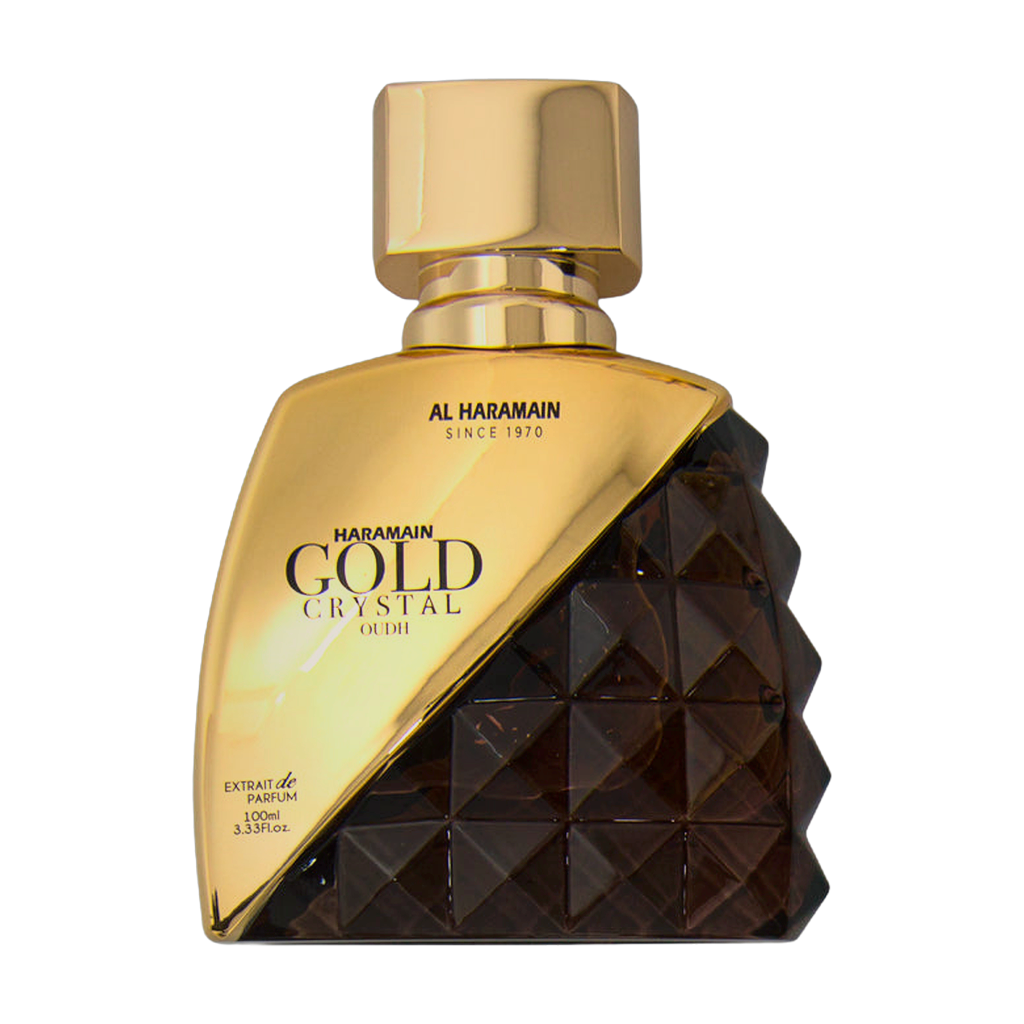 AL HARAMAIN
SINCE 1970
HARAMAIN
GOLD
CRYSTAL
OUDH
EXTRAIT de
PARFUM
100ml
3.33Fl.oz.